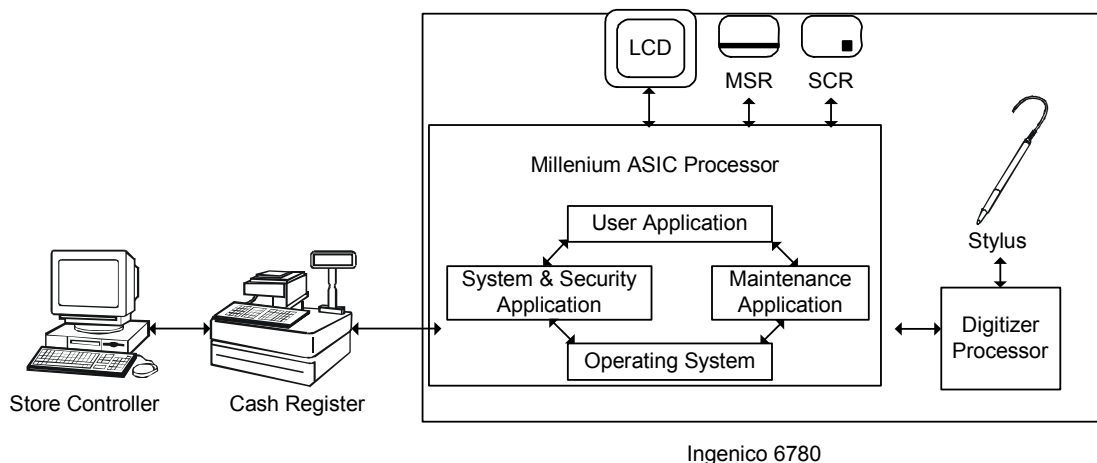 LCD
MSR
SCR
Millenium ASIC Processor
User Application
System & Security
Application
Maintenance
Application
Operating System
Stylus
Digitizer
Processor
Store Controller
Cash Register
Ingenico 6780